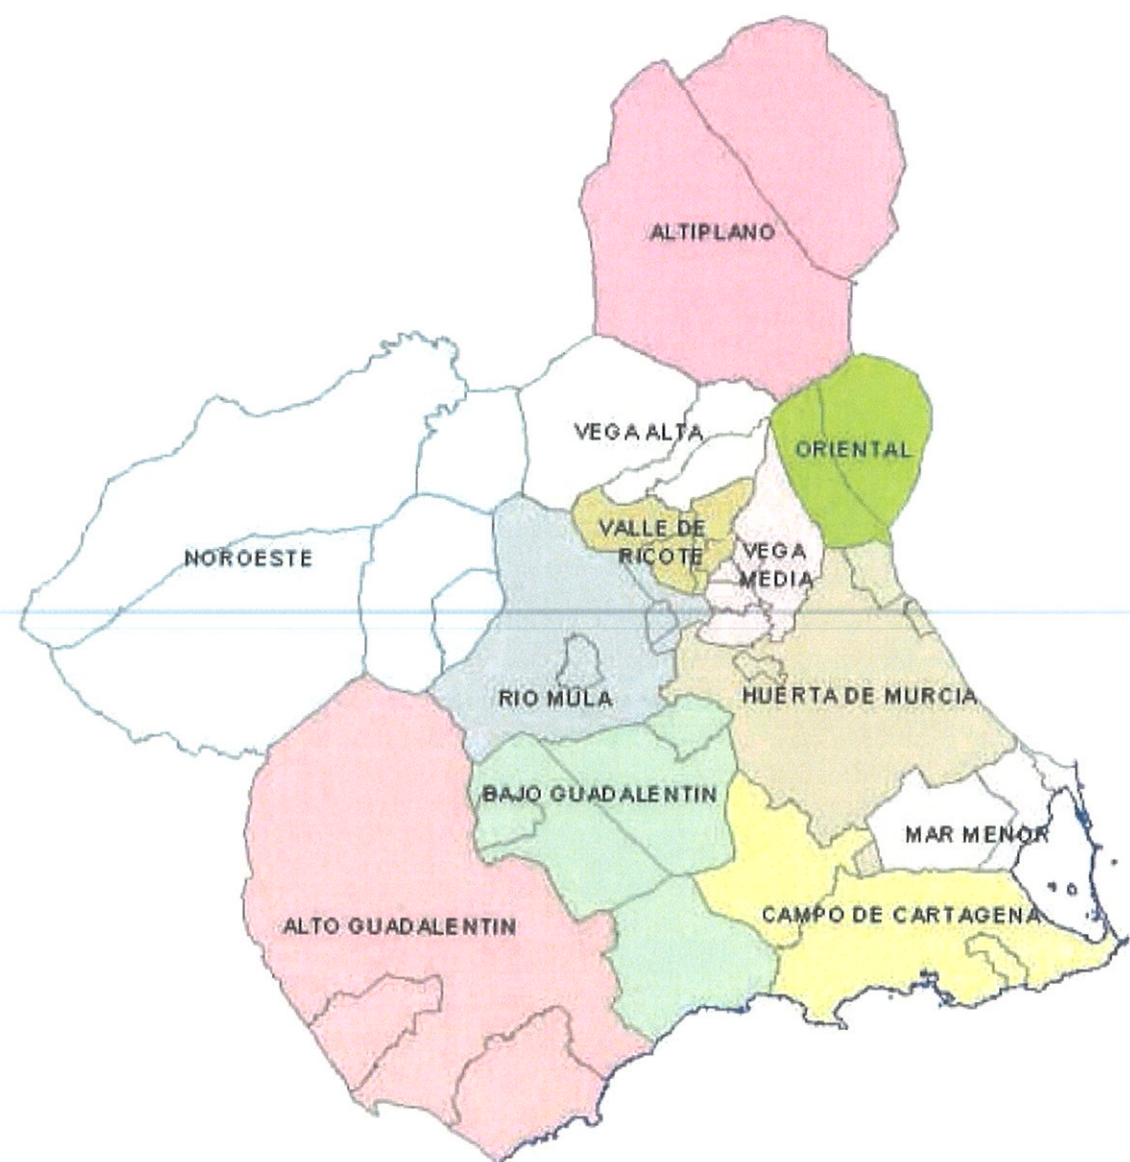 ALTIPLANO
VEGA ALTA
ORIENTAL
VALLE DE
RICOTE
VEGA
MEDIA
NOROESTE
RIO MULA
HUERTA DE MURCIA
BAJO GUADALENTIN
MAR MENOR
CAMPO DE CARTAGENA
ALTO GUADALENTIN